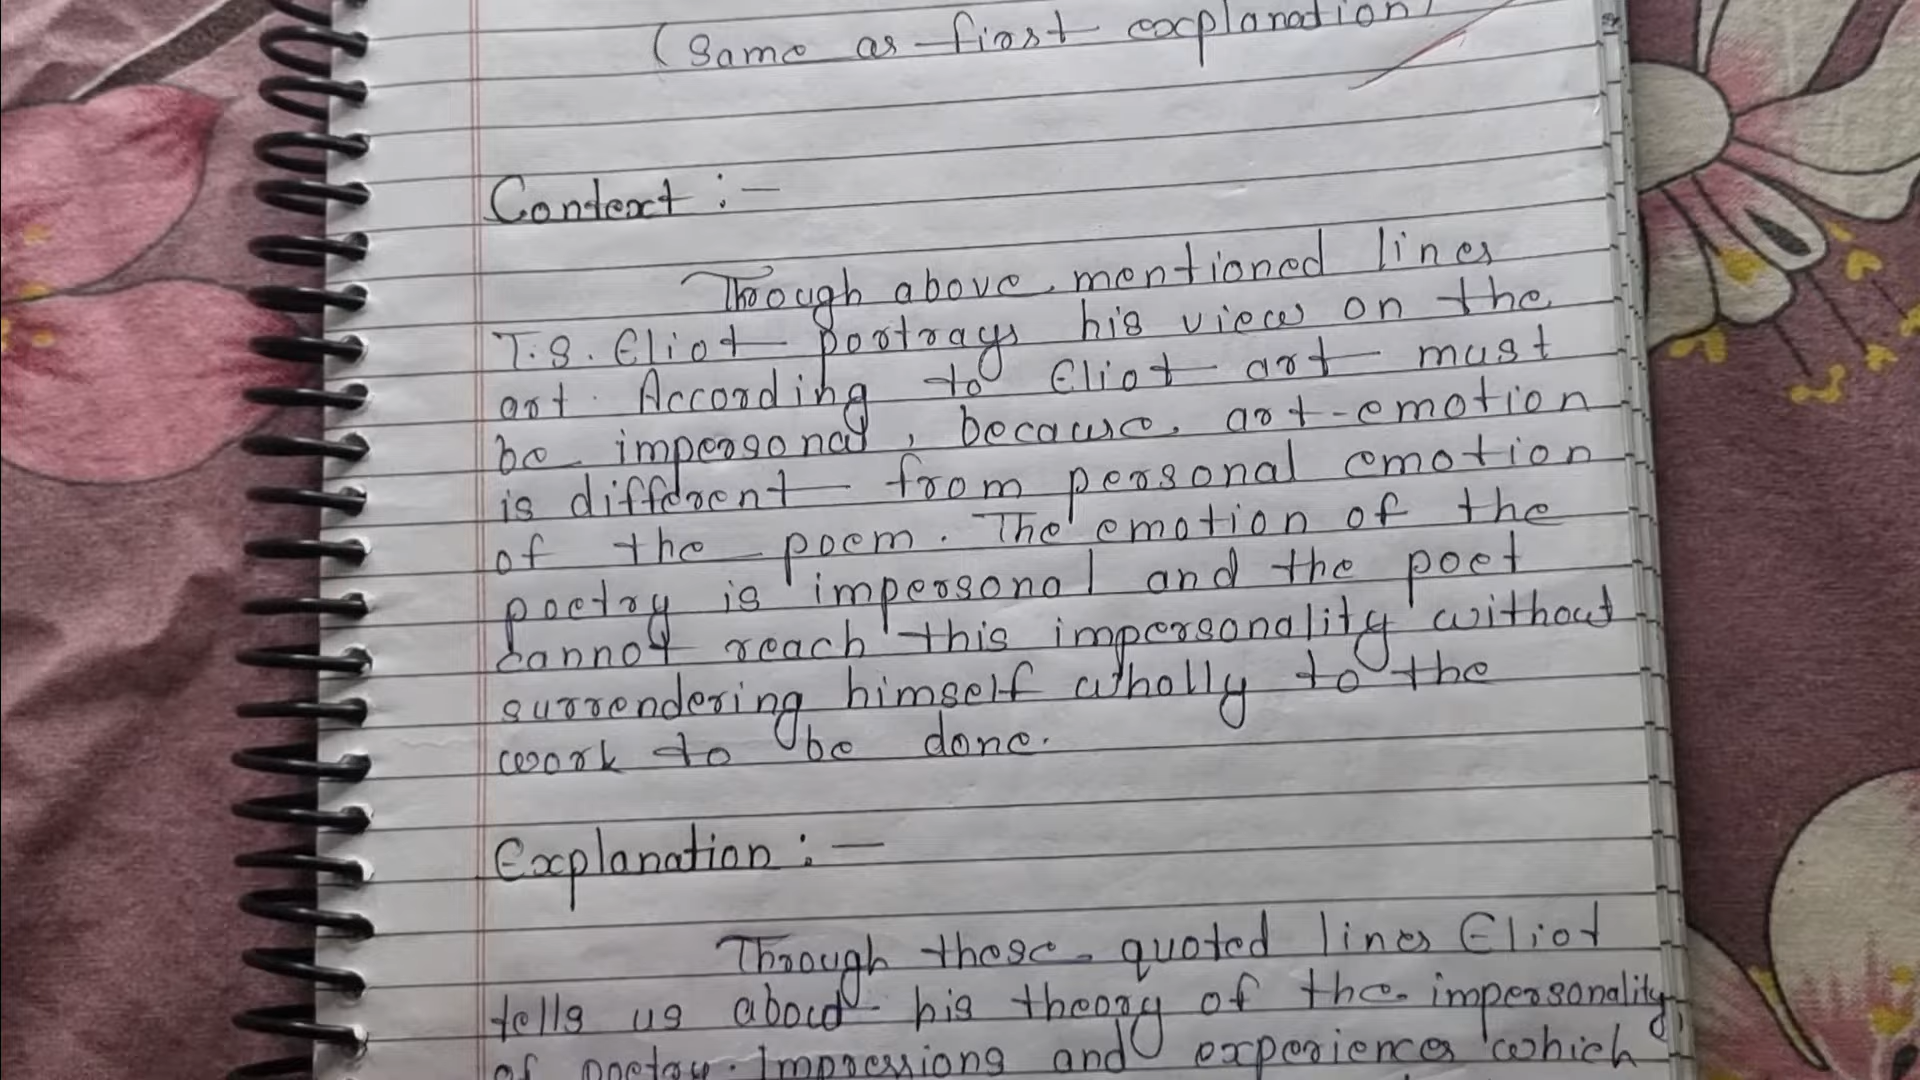 (Same as first explanation)
Context :-
Through above mentioned lines
T.S. Eliot portrays his views on the
art. According to Eliot art must
be impersonal, because, art-emotion
is different from personal emotion
of the poem. The emotion of the
poetry is impersonal and the poet
cannot reach this impersonality without
surrendering himself wholly to the
work to be done.
Explanation :-
Through these quoted lines Eliot
tells us about his theory of the impersonality
of poetry. Impressions and experiences which